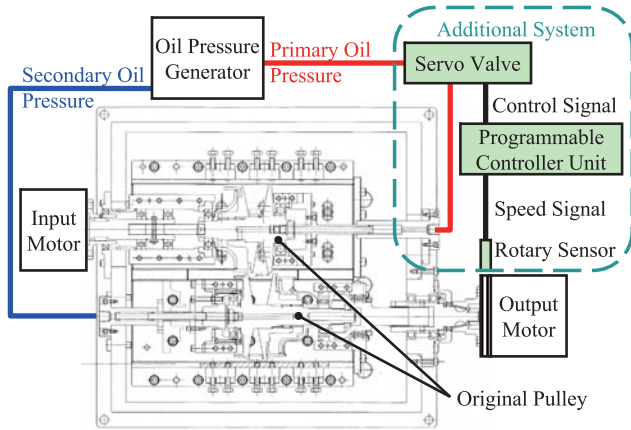 Additional System
Oil Pressure
Generator
Primary Oil
Pressure
Servo Valve
Secondary Oil
Pressure
Control Signal
Programmable
Controller Unit
Input
Motor
Speed Signal
Rotary Sensor
Output
Motor
Original Pulley